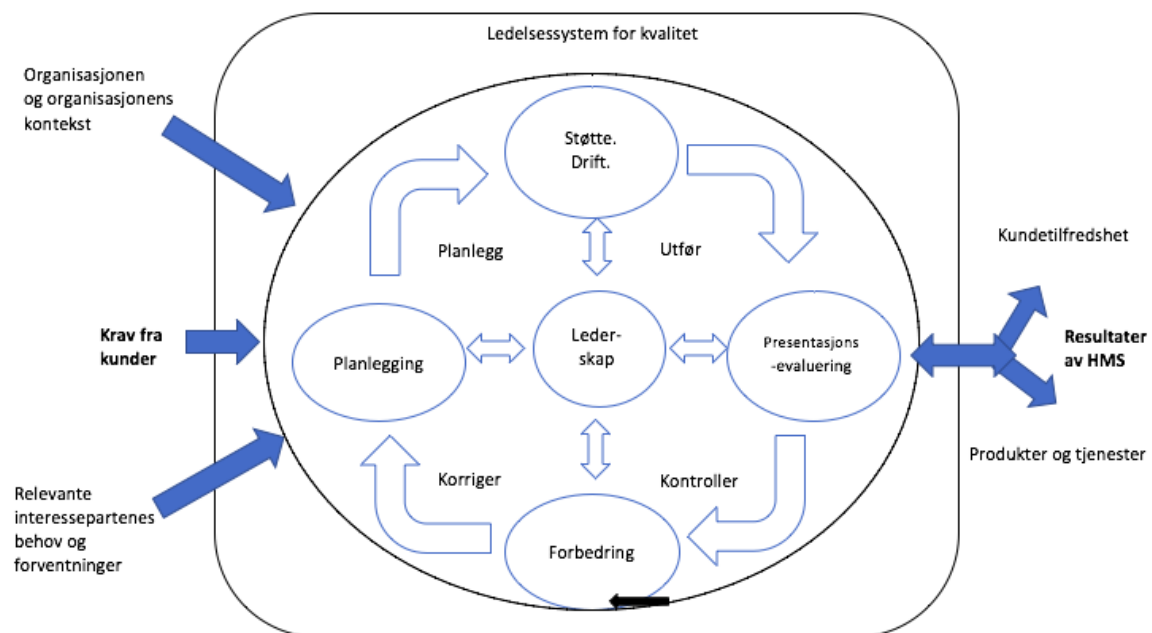 Ledelsessystem for kvalitet
Organisasjonen
og organisasjonens
kontekst
Støtte.
Drift.
Planlegg
Utfør
Kundetilfredshet
Krav fra
kunder
Planlegging
Leder-
skap
Presentasjons
-evaluering
Resultater
av HMS
Korriger
Kontroller
Produkter og tjenester
Relevante
interessepartenes
behov og
forventninger
Forbedring